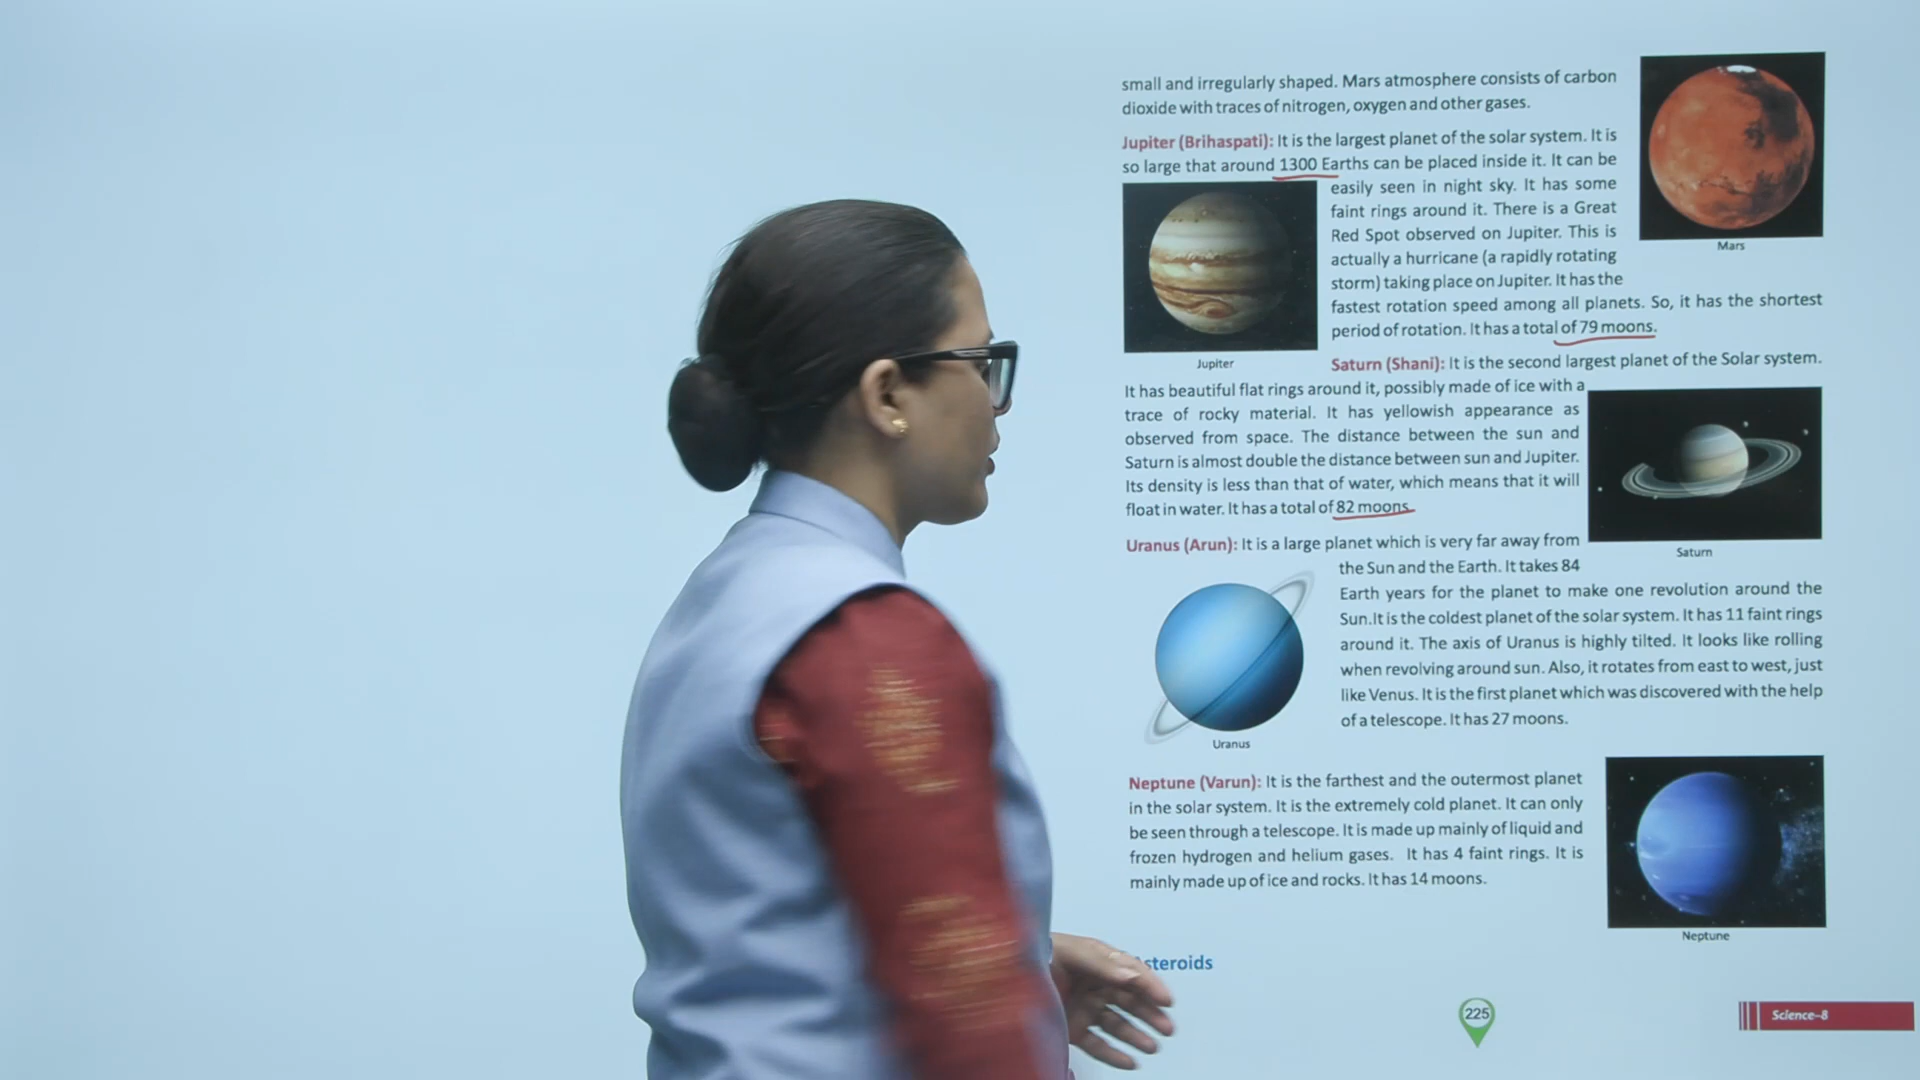 small and irregularly shaped. Mars atmosphere consists of carbon
dioxide with traces of nitrogen, oxygen and other gases.
Mars
Jupiter (Brihaspati): It is the largest planet of the solar system. It is
so large that around 1300 Earths can be placed inside it. It can be
easily seen in night sky. It has some
faint rings around it. There is a Great
Red Spot observed on Jupiter. This is
actually a hurricane (a rapidly rotating
storm) taking place on Jupiter. It has the
fastest rotation speed among all planets. So, it has the shortest
period of rotation. It has a total of 79 moons.
Jupiter
Saturn (Shani): It is the second largest planet of the Solar system.
It has beautiful flat rings around it, possibly made of ice with a
trace of rocky material. It has yellowish appearance as
observed from space. The distance between the sun and
Saturn is almost double the distance between sun and Jupiter.
Its density is less than that of water, which means that it will
float in water. It has a total of 82 moons.
Saturn
Uranus (Arun): It is a large planet which is very far away from
the Sun and the Earth. It takes 84
Earth years for the planet to make one revolution around the
Sun.It is the coldest planet of the solar system. It has 11 faint rings
around it. The axis of Uranus is highly tilted. It looks like rolling
when revolving around sun. Also, it rotates from east to west, just
like Venus. It is the first planet which was discovered with the help
of a telescope. It has 27 moons.
Uranus
Neptune (Varun): It is the farthest and the outermost planet
in the solar system. It is the extremely cold planet. It can only
be seen through a telescope. It is made up mainly of liquid and
frozen hydrogen and helium gases. It has 4 faint rings. It is
mainly made up of ice and rocks. It has 14 moons.
Neptune
steroids
225
Science-8